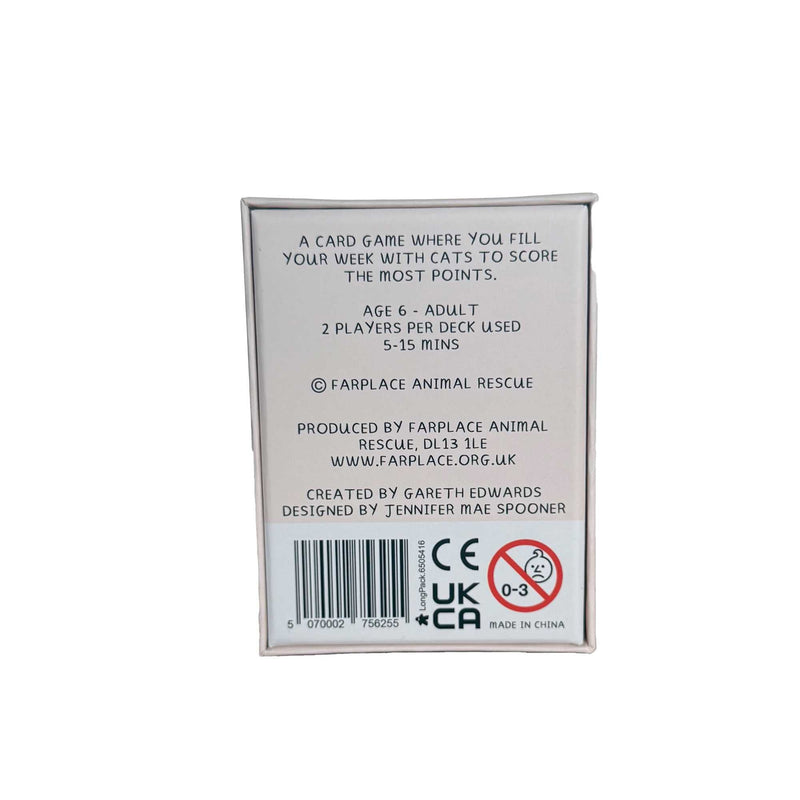 A CARD GAME WHERE YOU FILL
YOUR WEEK WITH CATS TO SCORE
THE MOST POINTS.
AGE 6 - ADULT
2 PLAYERS PER DECK USED
5-15 MINS
© FARPLACE ANIMAL RESCUE
PRODUCED BY FARPLACE ANIMAL
RESCUE, DL13 1LE
WWW.FARPLACE.ORG.UK
CREATED BY GARETH EDWARDS
DESIGNED BY JENNIFER MAE SPOONER
5 070002 756255
LongPack.6505416
CE
UK
CA
0-3
MADE IN CHINA